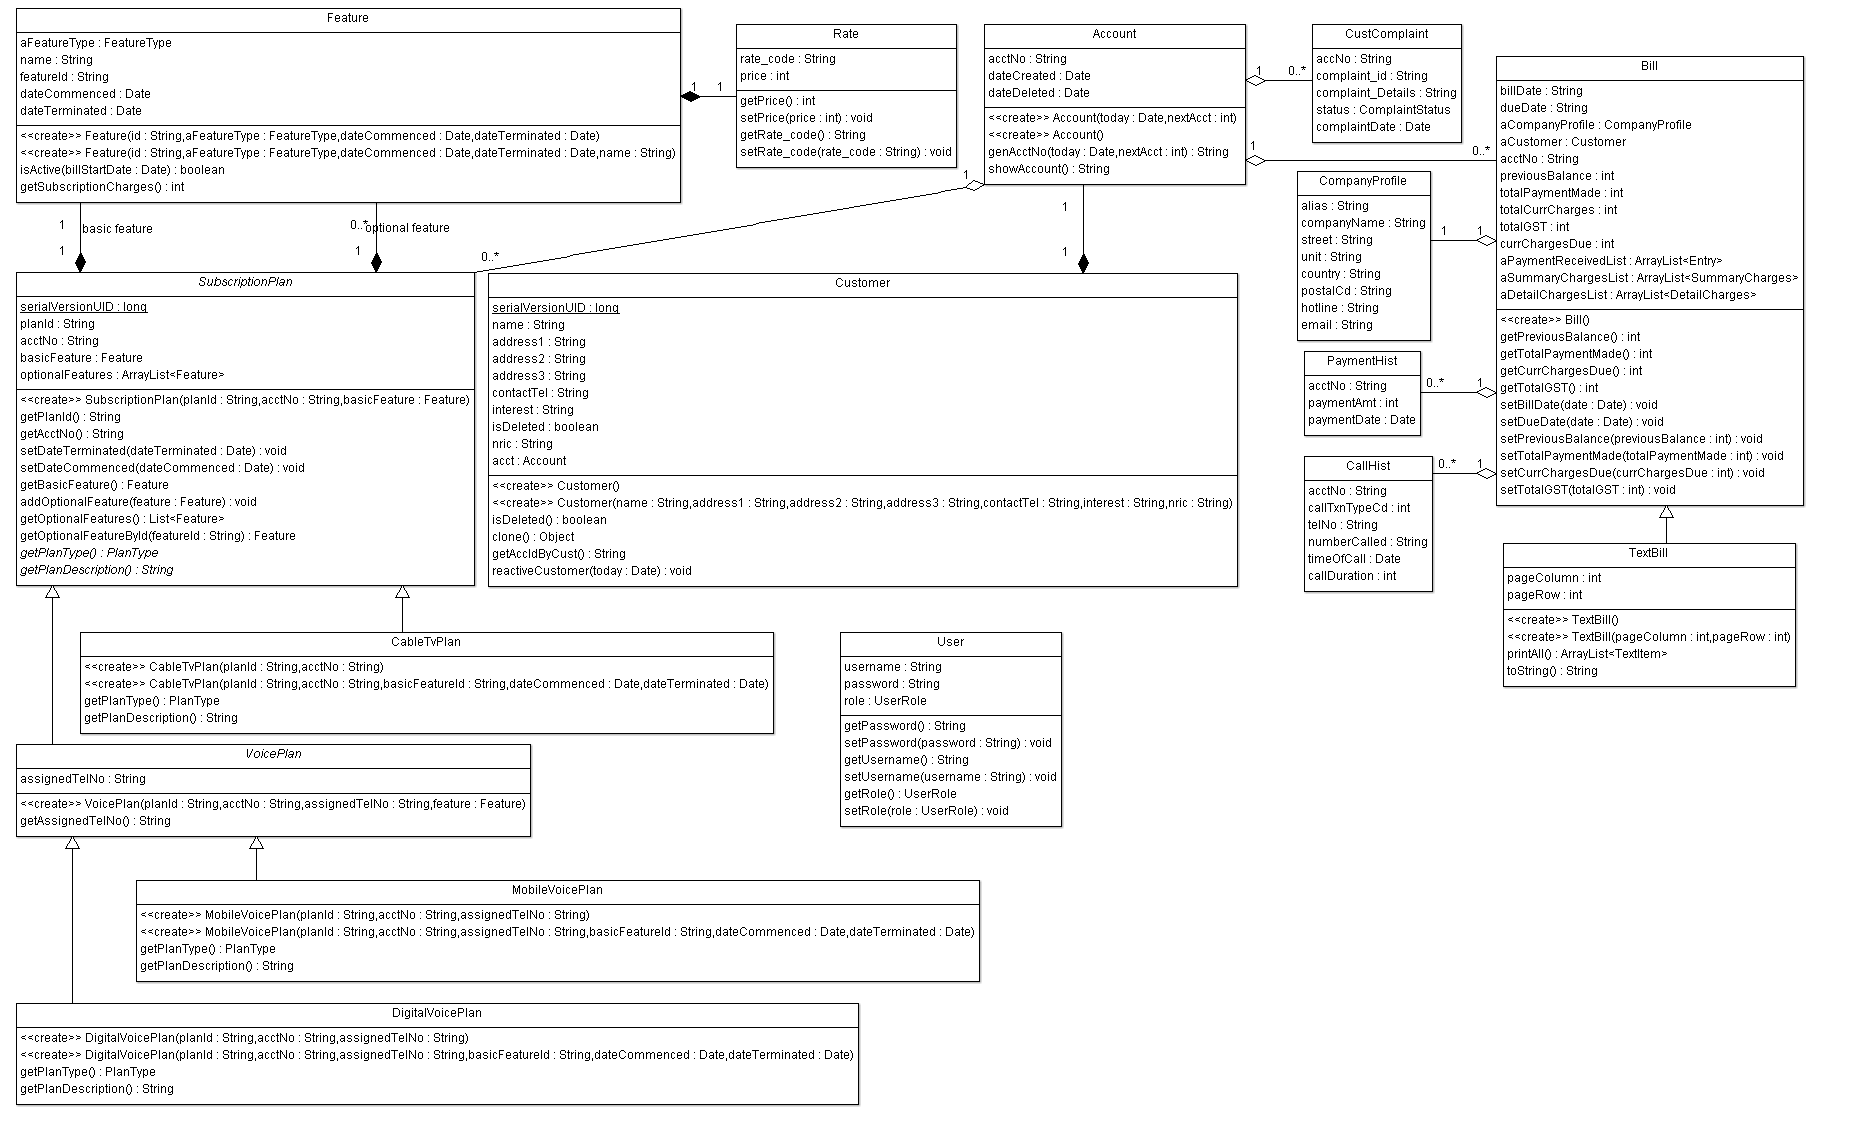 Feature
aFeatureType : FeatureType
name : String
featureId : String
dateCommenced : Date
dateTerminated : Date
<<create>> Feature(id : String,aFeatureType : FeatureType,dateCommenced : Date,dateTerminated : Date)
<<create>> Feature(id : String,aFeatureType : FeatureType,dateCommenced : Date,dateTerminated : Date,name : String)
isActive(billStartDate : Date) : boolean
getSubscriptionCharges() : int
1
1
Rate
rate_code : String
price : int
getPrice() : int
setPrice(price : int) : void
getRate_code() : String
setRate_code(rate_code : String) : void
Account
acctNo : String
dateCreated : Date
dateDeleted : Date
<<create>> Account(today : Date,nextAcct : int)
<<create>> Account()
genAcctNo(today : Date,nextAcct : int) : String
showAccount() : String
1
0..*
CustComplaint
accNo : String
complaint_id : String
complaint_Details : String
status : ComplaintStatus
complaintDate : Date
1
0..*
Bill
billDate : String
dueDate : String
aCompanyProfile : CompanyProfile
aCustomer : Customer
acctNo : String
previousBalance : int
totalPaymentMade : int
totalCurrCharges : int
totalGST : int
currChargesDue : int
aPaymentReceivedList : ArrayList<Entry>
aSummaryChargesList : ArrayList<SummaryCharges>
aDetailChargesList : ArrayList<DetailCharges>
<<create>> Bill()
getPreviousBalance() : int
getTotalPaymentMade() : int
getCurrChargesDue() : int
getTotalGST() : int
setBillDate(date : Date) : void
setDueDate(date : Date) : void
setPreviousBalance(previousBalance : int) : void
setTotalPaymentMade(totalPaymentMade : int) : void
setCurrChargesDue(currChargesDue : int) : void
setTotalGST(totalGST : int) : void
CompanyProfile
alias : String
companyName : String
street : String
unit : String
country : String
postalCd : String
hotline : String
email : String
1
1
PaymentHist
acctNo : String
paymentAmt : int
paymentDate : Date
0..*
1
CallHist
acctNo : String
callTxnTypeCd : int
telNo : String
numberCalled : String
timeOfCall : Date
callDuration : int
0..*
1
TextBill
pageColumn : int
pageRow : int
<<create>> TextBill()
<<create>> TextBill(pageColumn : int,pageRow : int)
printAll() : ArrayList<TextItem>
toString() : String
1
basic feature
1
0..*
optional feature
1
1
0..*
1
1
SubscriptionPlan
serialVersionUID : long
planId : String
acctNo : String
basicFeature : Feature
optionalFeatures : ArrayList<Feature>
<<create>> SubscriptionPlan(planId : String,acctNo : String,basicFeature : Feature)
getPlanId() : String
getAcctNo() : String
setDateTerminated(dateTerminated : Date) : void
setDateCommenced(dateCommenced : Date) : void
getBasicFeature() : Feature
addOptionalFeature(feature : Feature) : void
getOptionalFeatures() : List<Feature>
getOptionalFeatureById(featureId : String) : Feature
getPlanType() : PlanType
getPlanDescription() : String
Customer
serialVersionUID : long
name : String
address1 : String
address2 : String
address3 : String
contactTel : String
interest : String
isDeleted : boolean
nric : String
acct : Account
<<create>> Customer()
<<create>> Customer(name : String,address1 : String,address2 : String,address3 : String,contactTel : String,interest : String,nric : String)
isDeleted() : boolean
clone() : Object
getAccIdByCust() : String
reactiveCustomer(today : Date) : void
CableTvPlan
<<create>> CableTvPlan(planId : String,acctNo : String)
<<create>> CableTvPlan(planId : String,acctNo : String,basicFeatureId : String,dateCommenced : Date,dateTerminated : Date)
getPlanType() : PlanType
getPlanDescription() : String
User
username : String
password : String
role : UserRole
getPassword() : String
setPassword(password : String) : void
getUsername() : String
setUsername(username : String) : void
getRole() : UserRole
setRole(role : UserRole) : void
VoicePlan
assignedTelNo : String
<<create>> VoicePlan(planId : String,acctNo : String,assignedTelNo : String,feature : Feature)
getAssignedTelNo() : String
MobileVoicePlan
<<create>> MobileVoicePlan(planId : String,acctNo : String,assignedTelNo : String)
<<create>> MobileVoicePlan(planId : String,acctNo : String,assignedTelNo : String,basicFeatureId : String,dateCommenced : Date,dateTerminated : Date)
getPlanType() : PlanType
getPlanDescription() : String
DigitalVoicePlan
<<create>> DigitalVoicePlan(planId : String,acctNo : String,assignedTelNo : String)
<<create>> DigitalVoicePlan(planId : String,acctNo : String,assignedTelNo : String,basicFeatureId : String,dateCommenced : Date,dateTerminated : Date)
getPlanType() : PlanType
getPlanDescription() : String